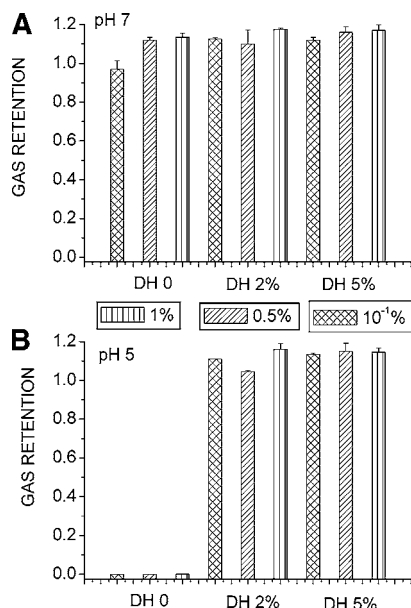 A
pH 7
GAS RETENTION
1.2
1.0
0.8
0.6
0.4
0.2
0.0
DH 0 DH 2% DH 5%
1% 0.5% 10⁻¹%
B
pH 5
GAS RETENTION
1.2
1.0
0.8
0.6
0.4
0.2
0.0
DH 0 DH 2% DH 5%